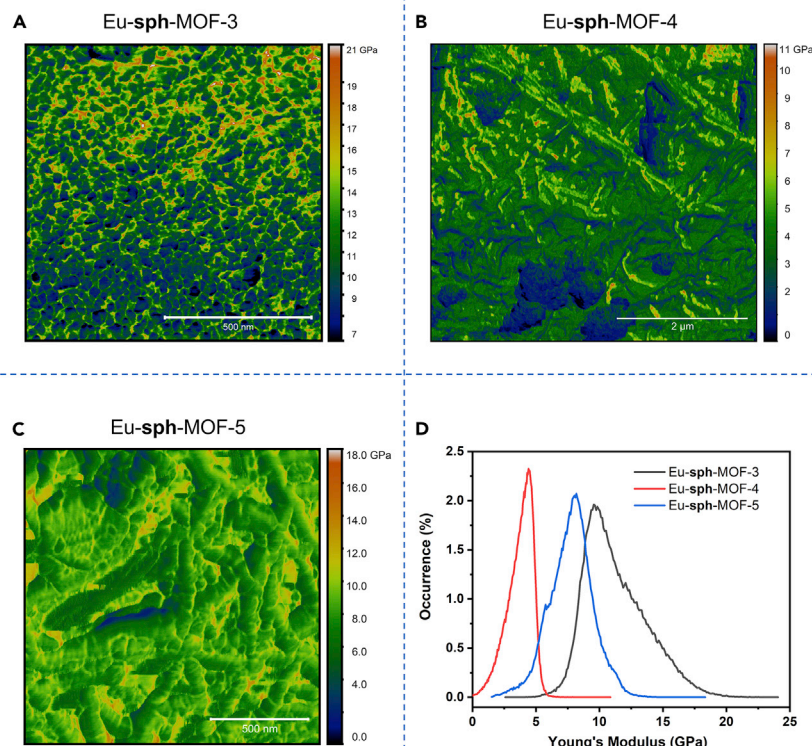 A
Eu-sph-MOF-3
21 GPa
19
18
17
16
15
14
13
12
11
10
9
7
500 nm
B
Eu-sph-MOF-4
11 GPa
10
9
8
7
6
5
4
3
2
0
2 µm
C
Eu-sph-MOF-5
18.0 GPa
16.0
14.0
12.0
10.0
8.0
6.0
4.0
2.0
0.0
500 nm
D
Eu-sph-MOF-3
Eu-sph-MOF-4
Eu-sph-MOF-5
Occurrence (%)
2.5
2.0
1.5
1.0
0.5
0.0
0 5 10 15 20 25
Young's Modulus (GPa)